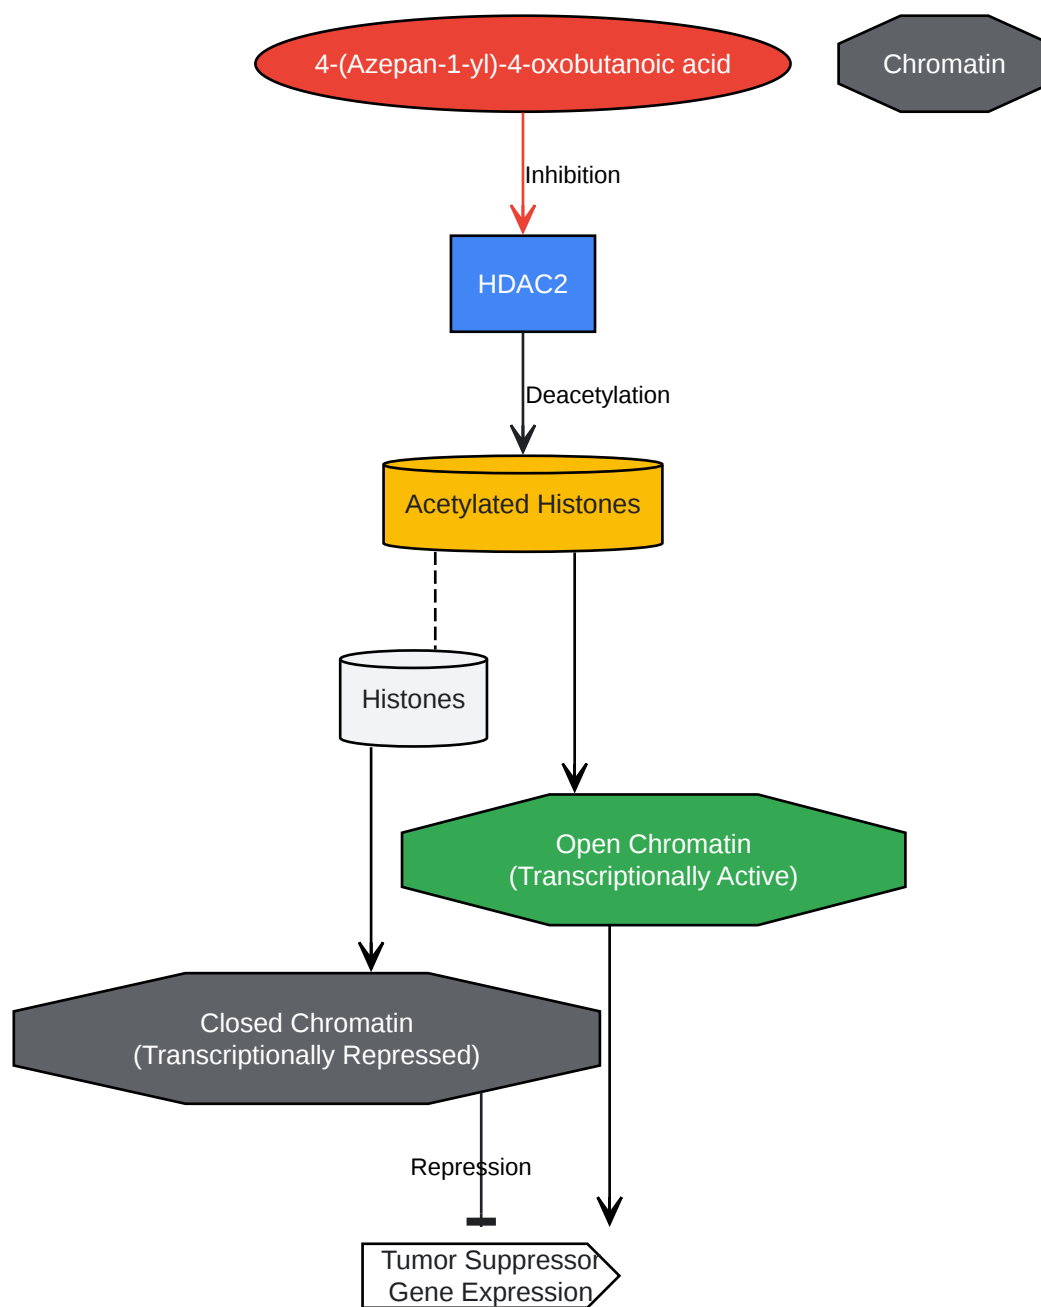 4-(Azepan-1-yl)-4-oxobutanoic acid
Chromatin
Inhibition
HDAC2
Deacetylation
Acetylated Histones
Histones
Open Chromatin
(Transcriptionally Active)
Closed Chromatin
(Transcriptionally Repressed)
Repression
Tumor Suppressor
Gene Expression